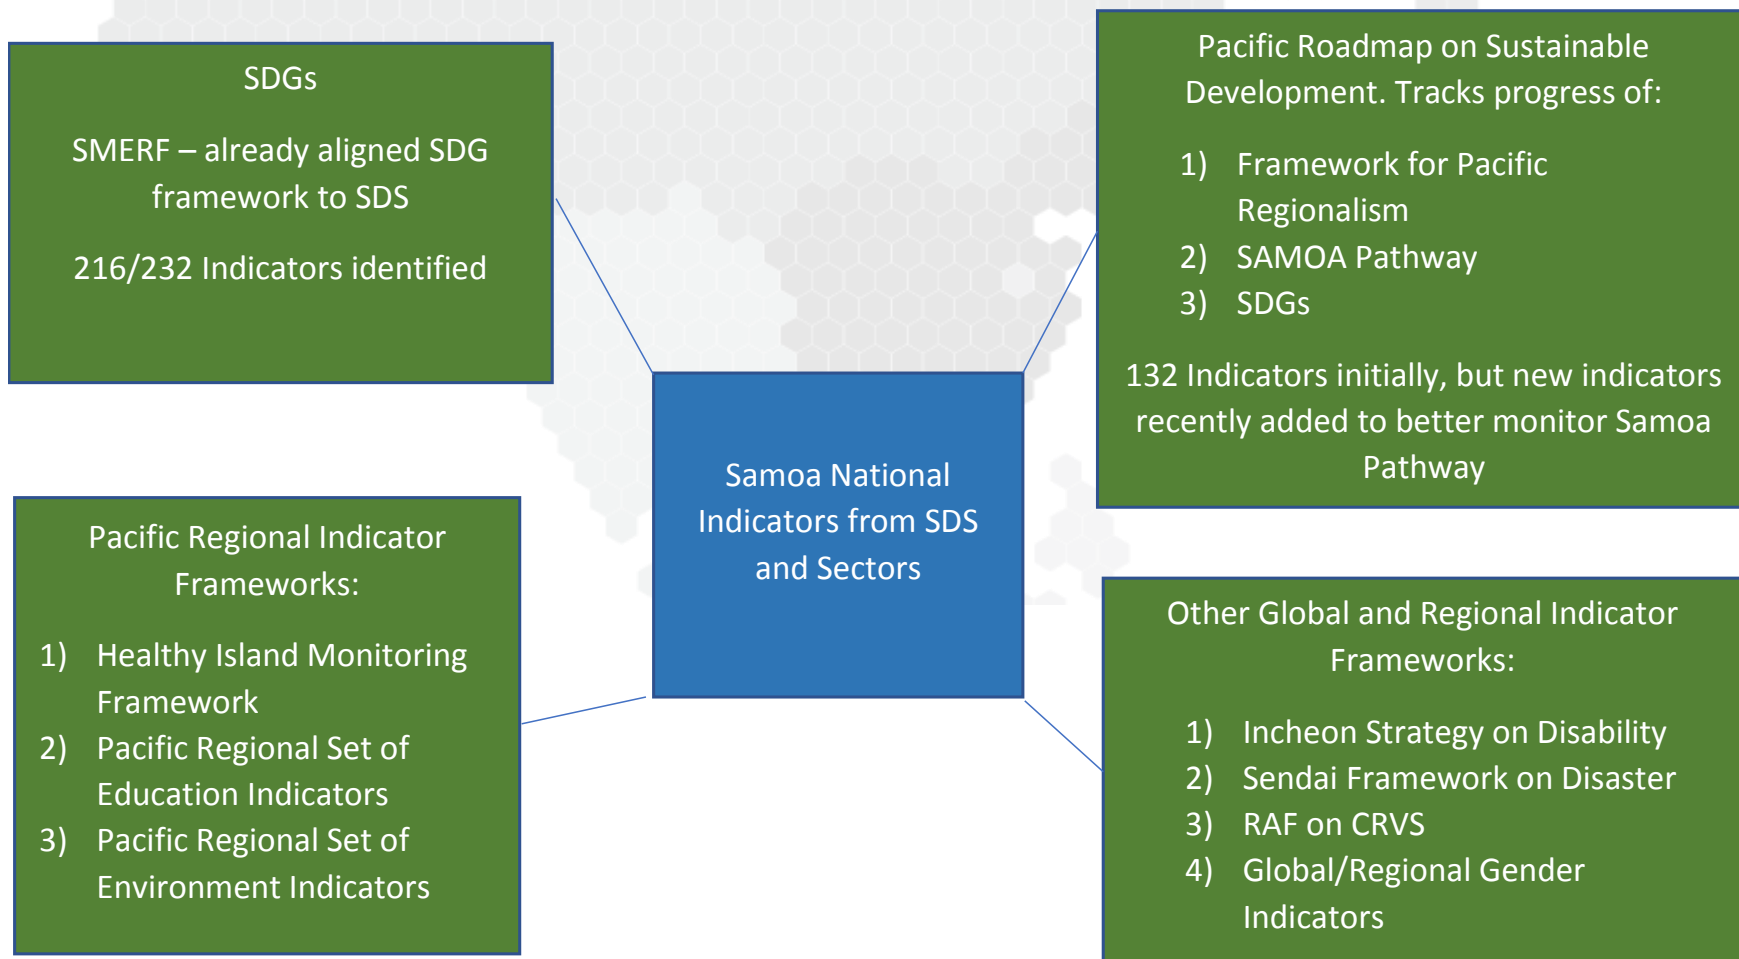 SDGs
SMERF – already aligned SDG
framework to SDS
216/232 Indicators identified
Pacific Roadmap on Sustainable
Development. Tracks progress of:
1) Framework for Pacific
Regionalism
2) SAMOA Pathway
3) SDGs
132 Indicators initially, but new indicators
recently added to better monitor Samoa
Pathway
Samoa National
Indicators from SDS
and Sectors
Pacific Regional Indicator
Frameworks:
1) Healthy Island Monitoring
Framework
2) Pacific Regional Set of
Education Indicators
3) Pacific Regional Set of
Environment Indicators
Other Global and Regional Indicator
Frameworks:
1) Incheon Strategy on Disability
2) Sendai Framework on Disaster
3) RAF on CRVS
4) Global/Regional Gender
Indicators